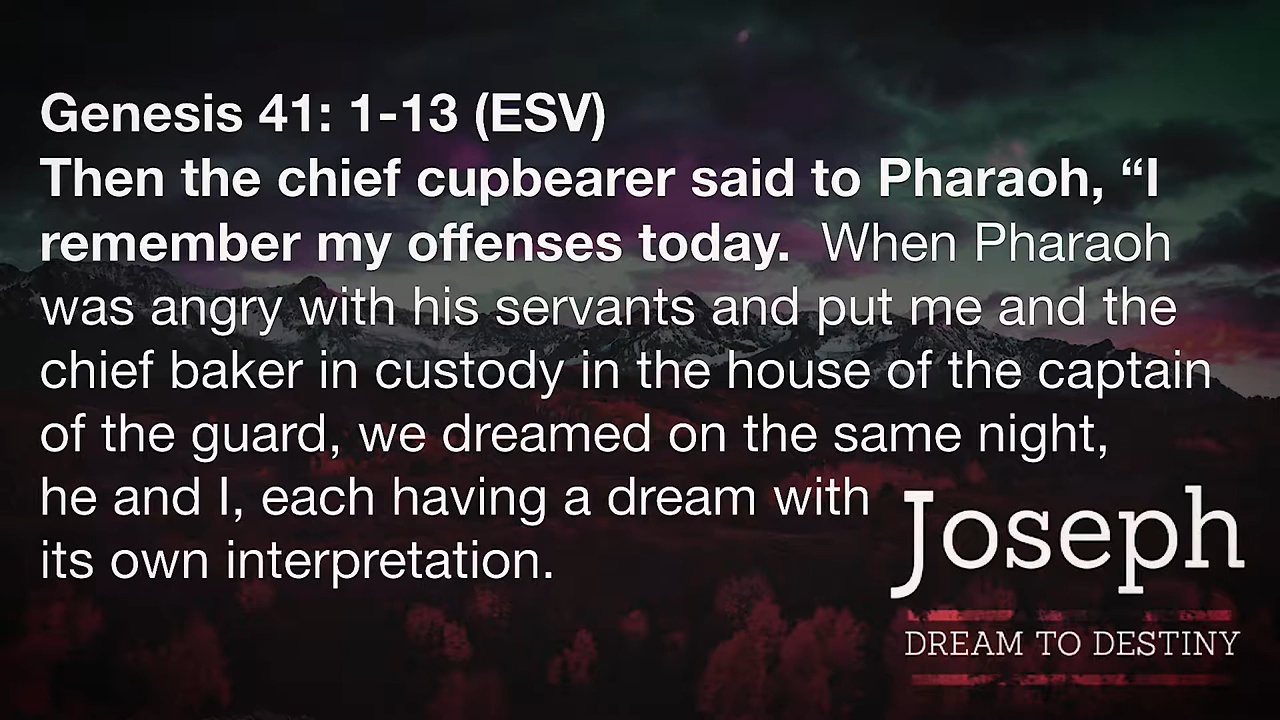 Genesis 41: 1-13 (ESV)
Then the chief cupbearer said to Pharaoh, “I
remember my offenses today.  When Pharaoh
was angry with his servants and put me and the
chief baker in custody in the house of the captain
of the guard, we dreamed on the same night,
he and I, each having a dream with
its own interpretation.
Joseph
DREAM TO DESTINY